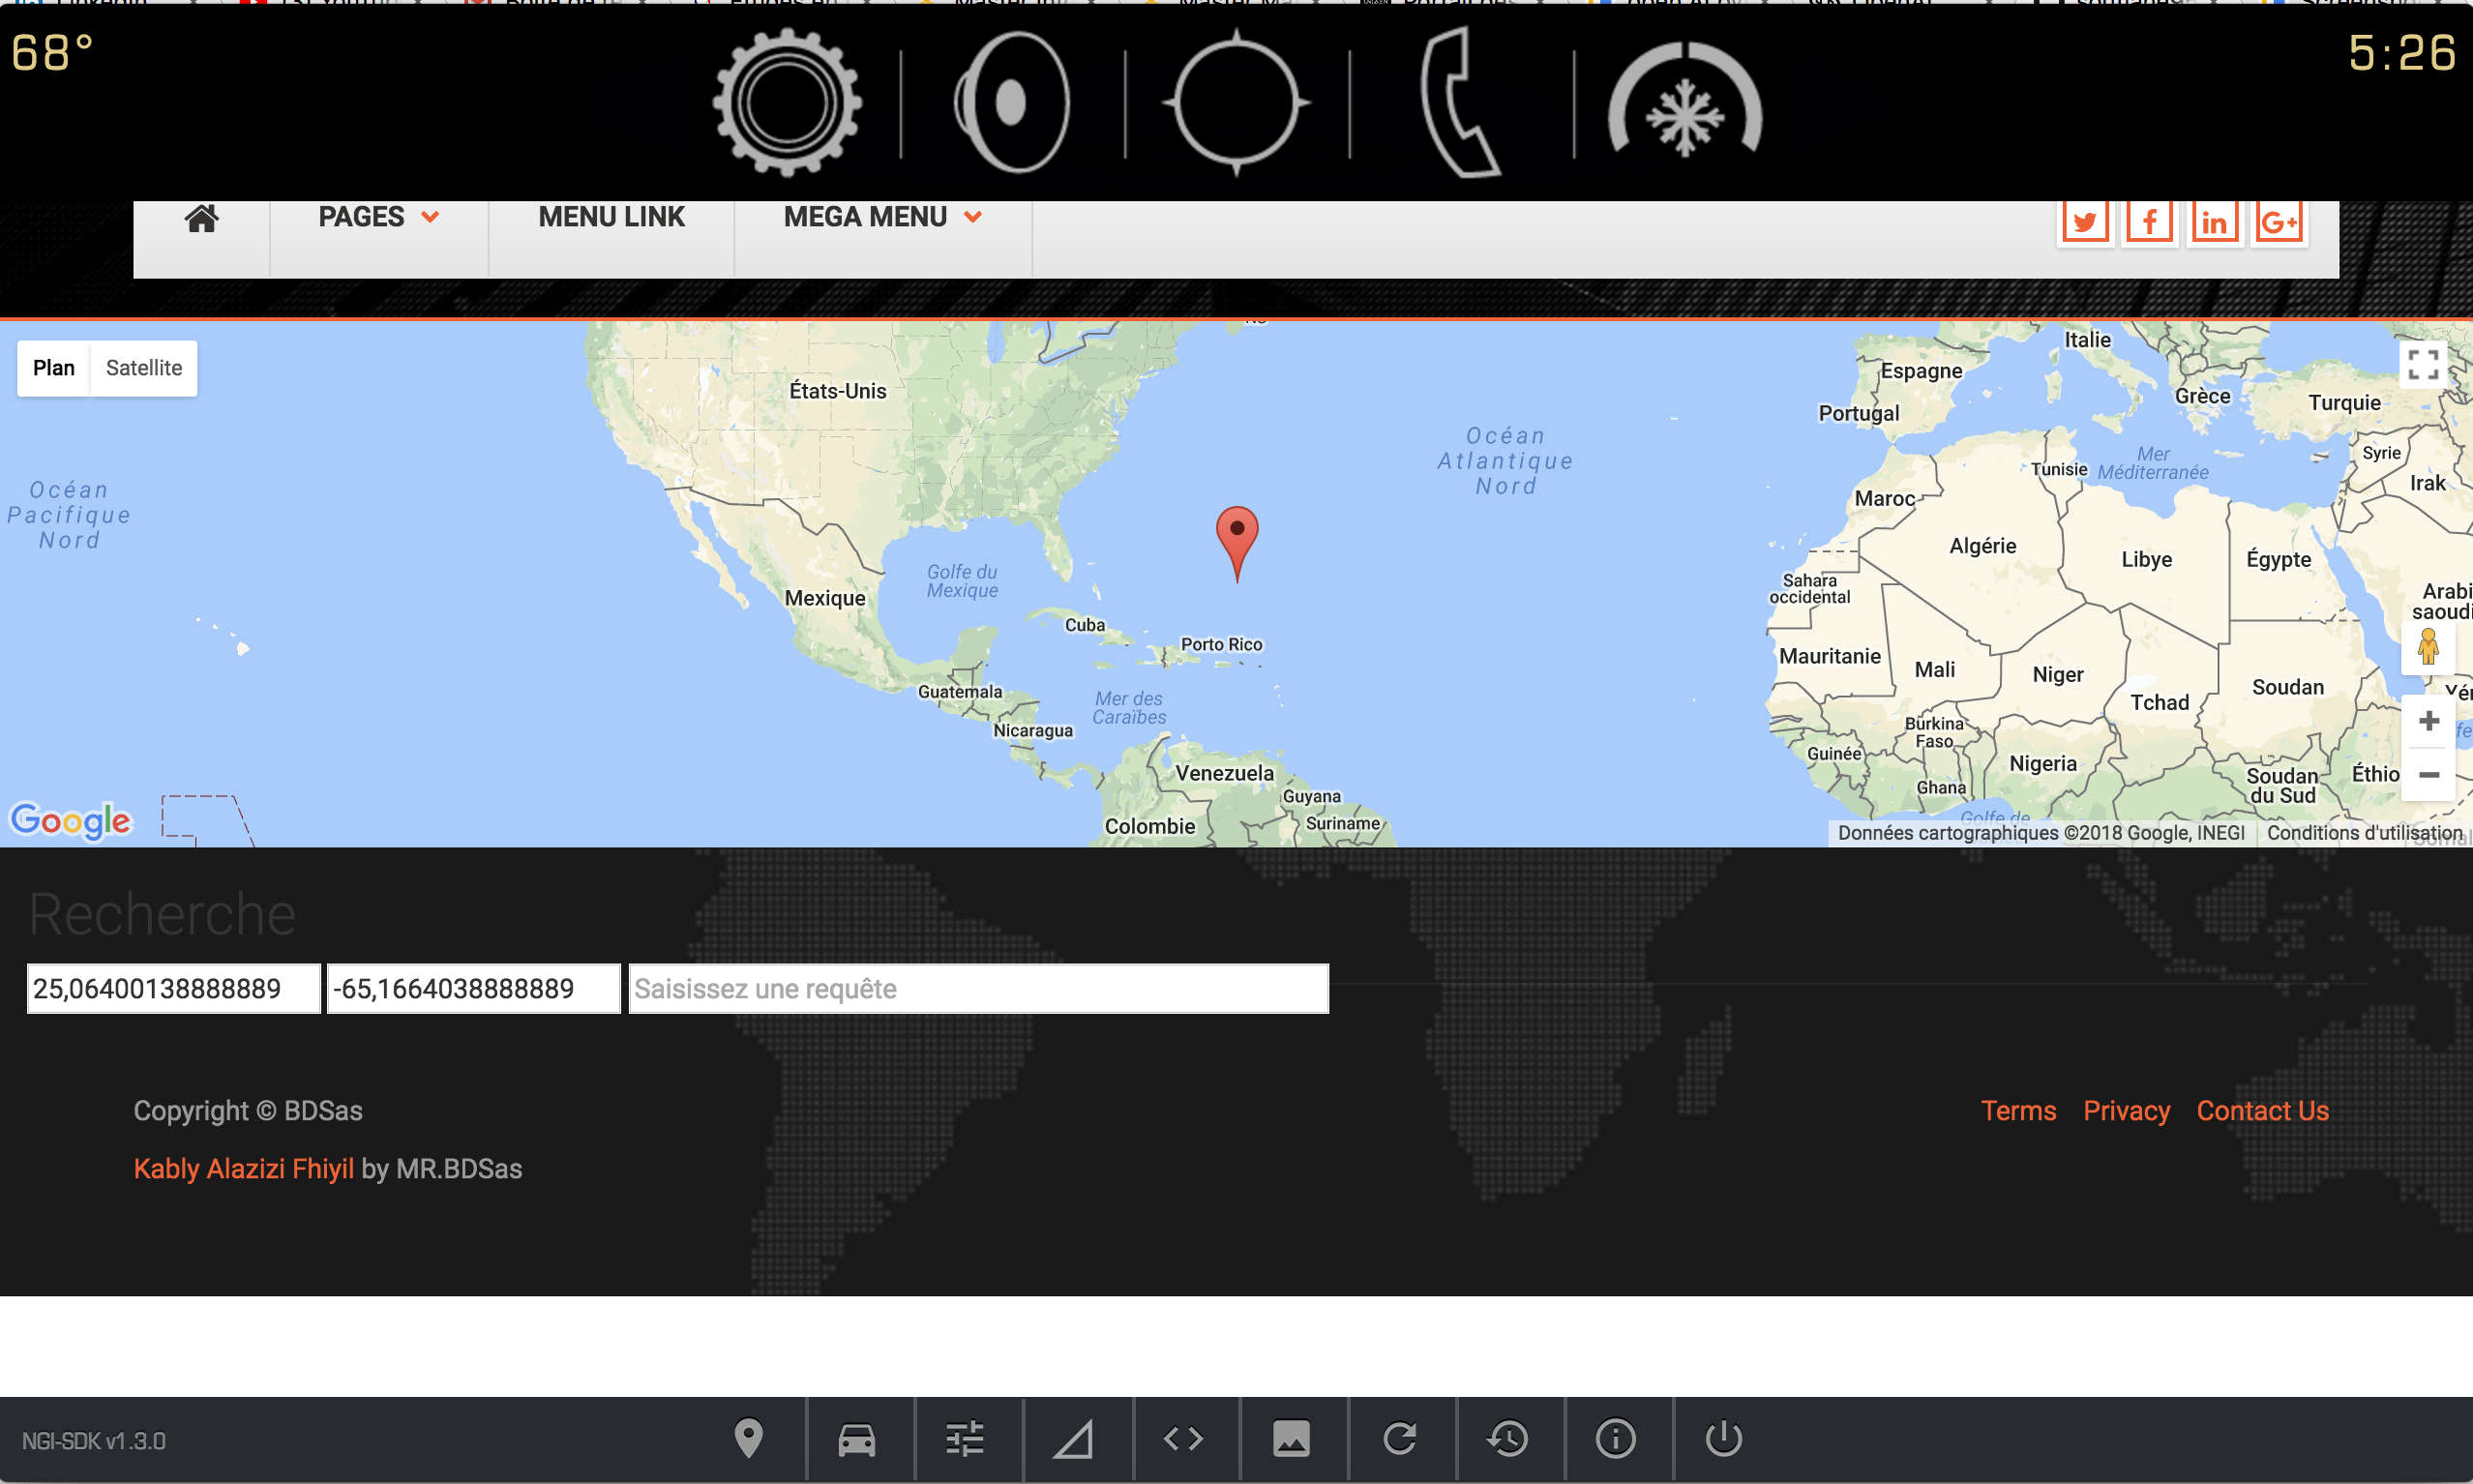 68°
5:26
PAGES
MENU LINK
MEGA MENU
Plan
Satellite
États-Unis
Italie
Espagne
Grèce
Portugal
Turquie
Océan
Atlantique
Nord
Tunisie
Mer
Méditerranée
Syrie
Irak
Océan
Pacifique
Nord
Maroc
Algérie
Libye
Égypte
Golfe du
Mexique
Mexique
Sahara
occidental
Arabi
saoudi
Cuba
Porto Rico
Mauritanie
Mali
Niger
Tchad
Soudan
Guatemala
Mer des
Caraïbes
Nicaragua
Burkina
Faso
Guinée
Nigeria
Venezuela
Ghana
Soudan
du Sud
Éthio
Guyana
Suriname
Colombie
Golfe de
Google
Données cartographiques ©2018 Google, INEGI
Conditions d'utilisation
Recherche
25,06400138888889
-65,1664038888889
Saisissez une requête
Copyright © BDSas
Terms
Privacy
Contact Us
Kably Alazizi Fhiyil by MR.BDSas
NGI-SDK v1.3.0